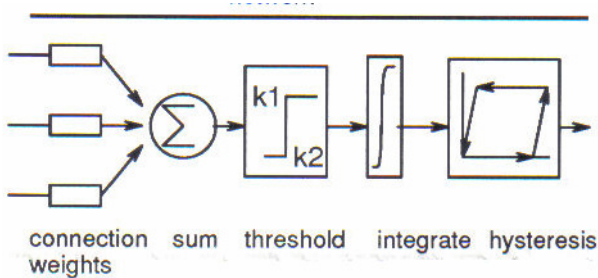 k1
k2
connection sum threshold integrate hysteresis
weights